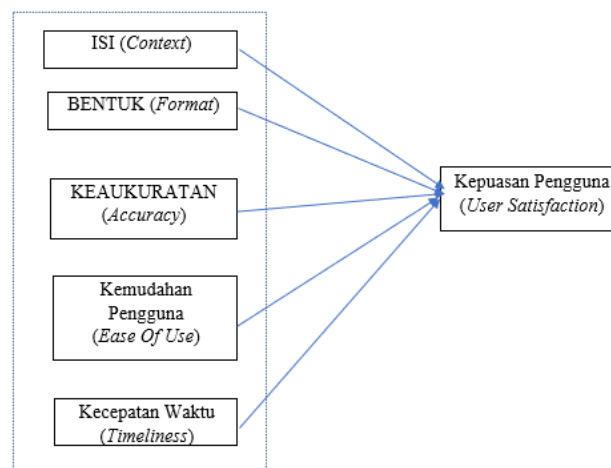 ISI (Context)
BENTUK (Format)
KEAUKURATAN
(Accuracy)
Kemudahan
Pengguna
(Ease Of Use)
Kecepatan Waktu
(Timeliness)
Kepuasan Pengguna
(User Satisfaction)